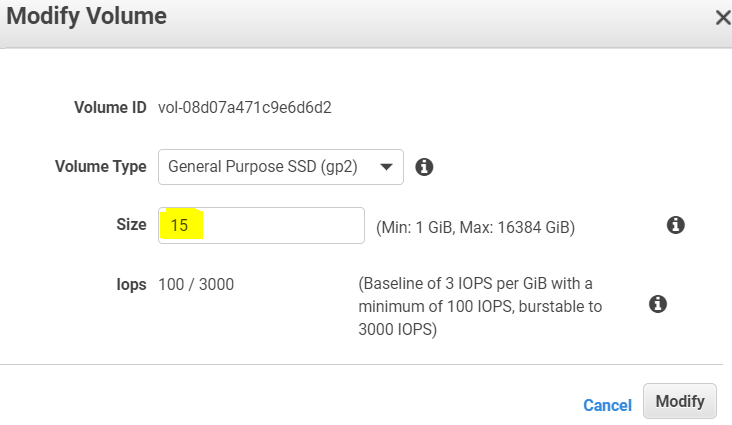 Modify Volume
Volume ID vol-08d07a471c9e6d6d2
Volume Type General Purpose SSD (gp2)
Size 15 (Min: 1 GiB, Max: 16384 GiB)
Iops 100 / 3000 (Baseline of 3 IOPS per GiB with a
minimum of 100 IOPS, burstable to
3000 IOPS)
Cancel Modify